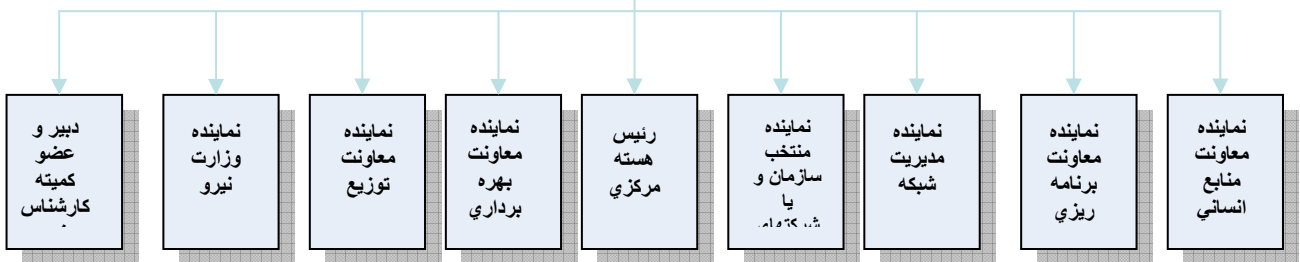 نماينده
معاونت
منابع
انساني
نماينده
معاونت
برنامه
ريزي
نماينده
مديريت
شبكه
نماينده
منتخب
سازمان و
يا
شركتهاي
رئيس
هسته
مركزي
نماينده
معاونت
بهره
برداري
نماينده
معاونت
توزيع
نماينده
وزارت
نيرو
دبير و
عضو
كميته
كارشناس